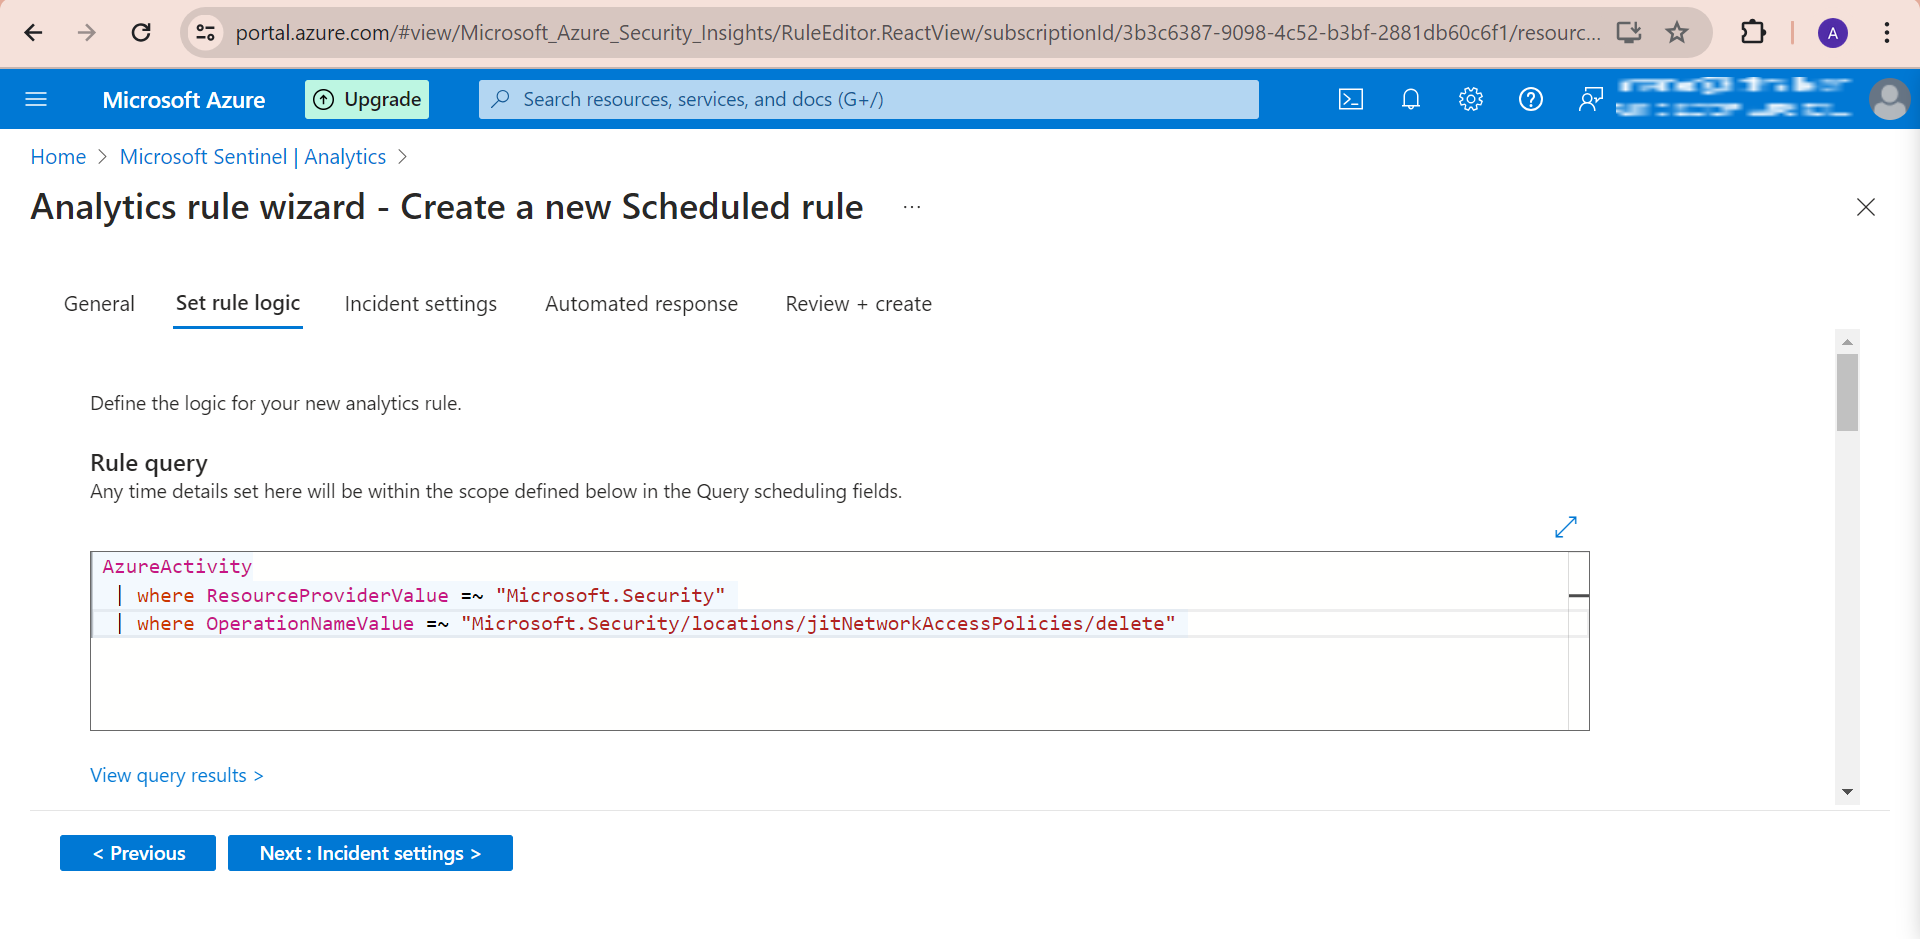 portal.azure.com/#view/Microsoft_Azure_Security_Insights/RuleEditor.ReactView/subscriptionId/3b3c6387-9098-4c52-b3bf-2881db60c6f1/resourc...
A
Microsoft Azure
Upgrade
Search resources, services, and docs (G+/)
Home > Microsoft Sentinel | Analytics >
Analytics rule wizard - Create a new Scheduled rule ...
General Set rule logic Incident settings Automated response Review + create
Define the logic for your new analytics rule.
Rule query
Any time details set here will be within the scope defined below in the Query scheduling fields.
AzureActivity
| where ResourceProviderValue =~ "Microsoft.Security"
| where OperationNameValue =~ "Microsoft.Security/locations/jitNetworkAccessPolicies/delete"
View query results >
< Previous
Next : Incident settings >